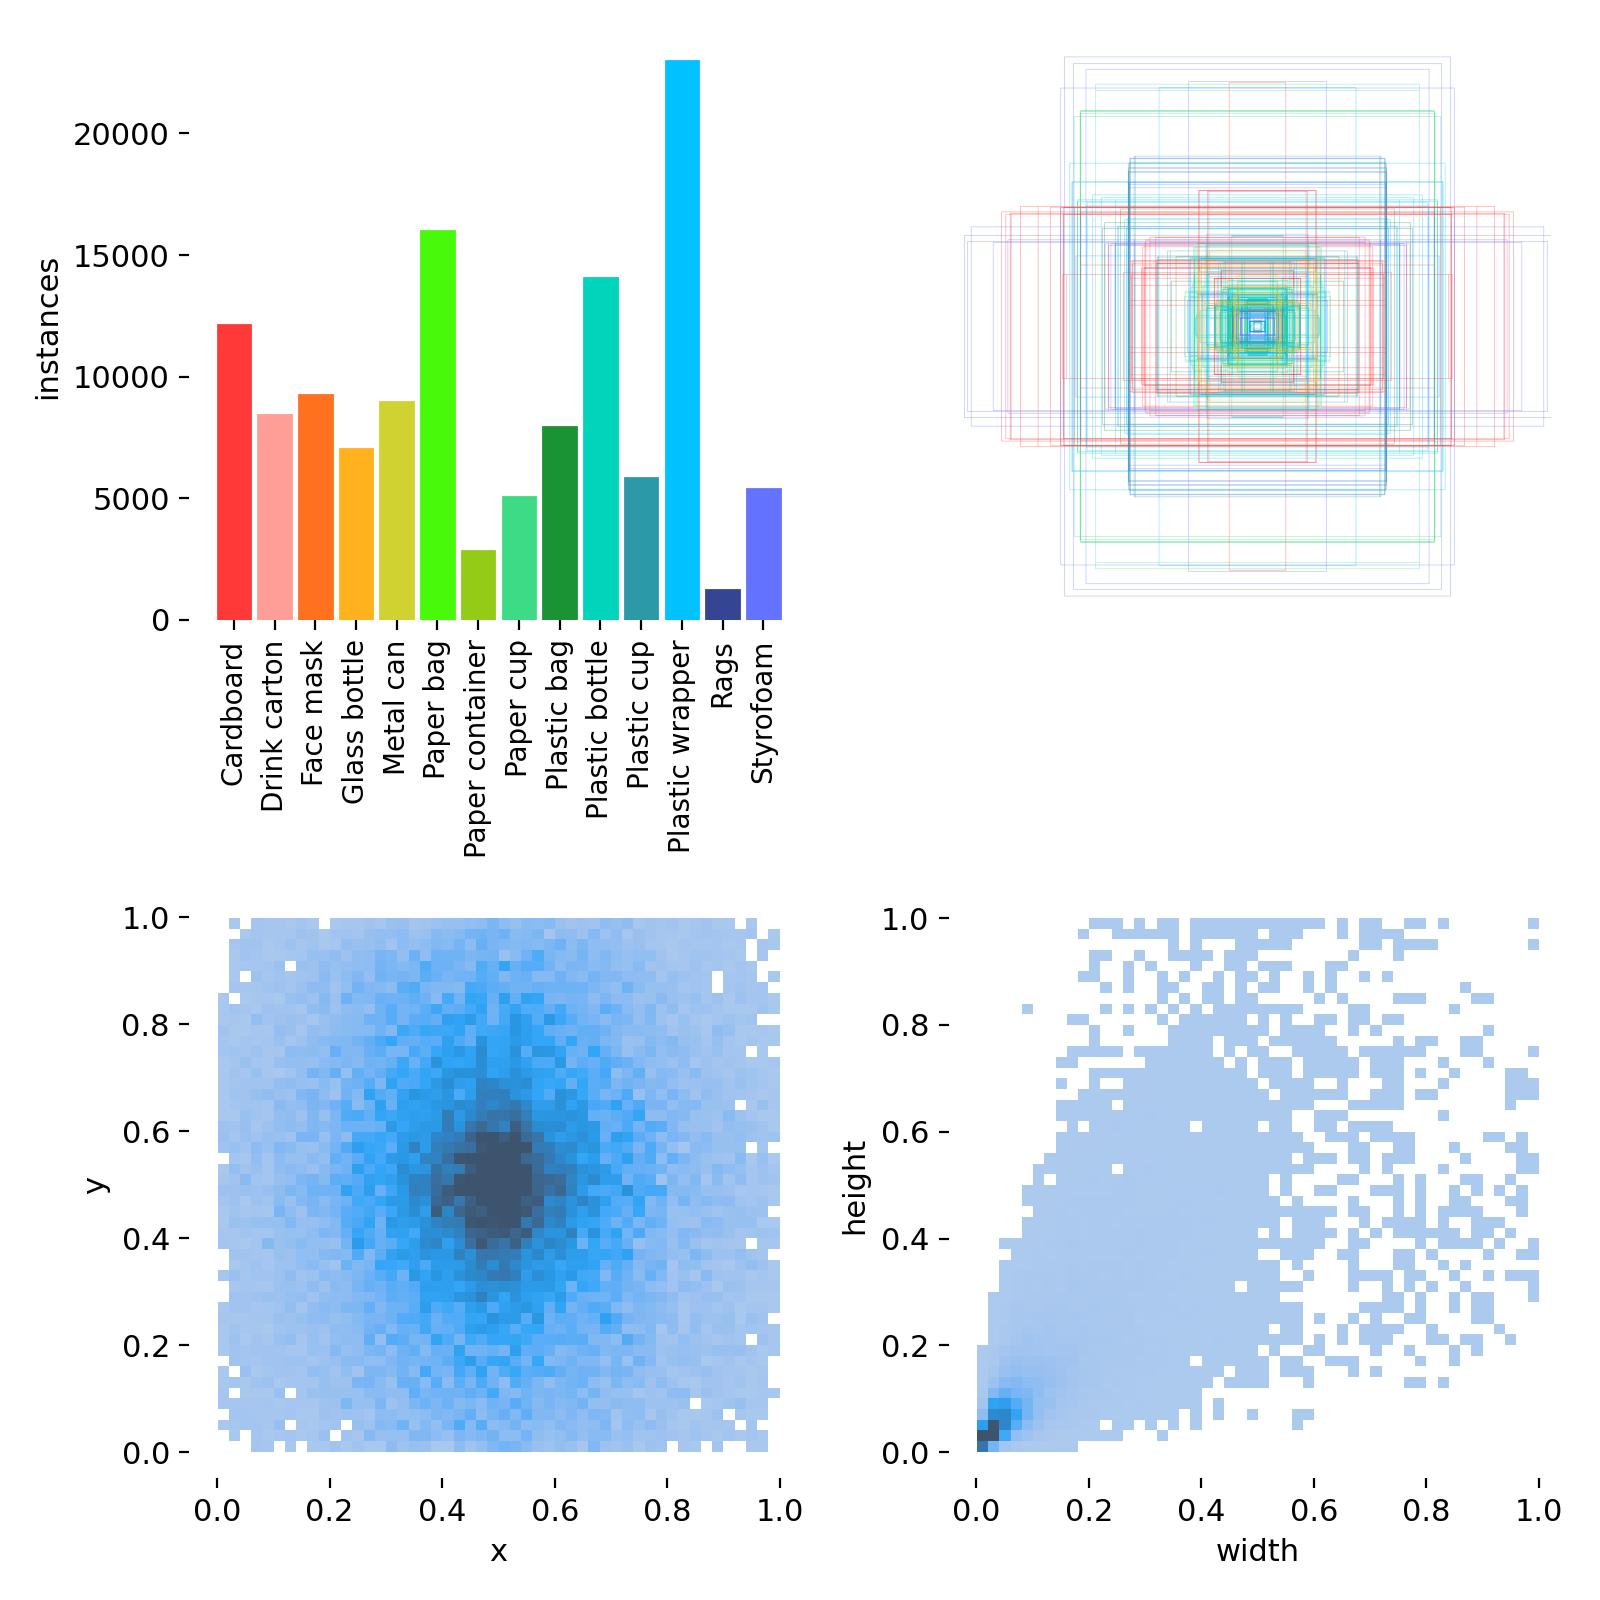 20000
15000
10000
5000
0
instances
Cardboard
Drink carton
Face mask
Glass bottle
Metal can
Paper bag
Paper container
Paper cup
Plastic bag
Plastic bottle
Plastic cup
Plastic wrapper
Rags
Styrofoam
1.0
0.8
0.6
0.4
0.2
0.0
y
0.0 0.2 0.4 0.6 0.8 1.0
x
1.0
0.8
0.6
0.4
0.2
0.0
height
0.0 0.2 0.4 0.6 0.8 1.0
width